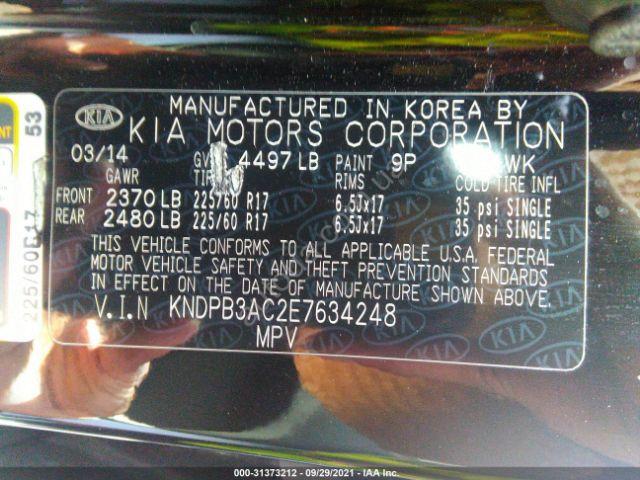 KIA
MANUFACTURED IN KOREA BY
KIA MOTORS CORPORATION
03/14 4497 LB PAINT 9P
GAWR RIMS COLD TIRE INFL
FRONT 2370 LB 225/60 R17 6.5Jx17 35 psi SINGLE
REAR 2480 LB 225/60 R17 6.5Jx17 35 psi SINGLE
THIS VEHICLE CONFORMS TO ALL APPLICABLE U.S.A. FEDERAL
MOTOR VEHICLE SAFETY AND THEFT PREVENTION STANDARDS
IN EFFECT ON THE DATE OF MANUFACTURE SHOWN ABOVE.
V.I.N KNDPB3AC2E7634248
MPV
53
225/60R17
000-31373212 - 09/29/2021 - IAA Inc.